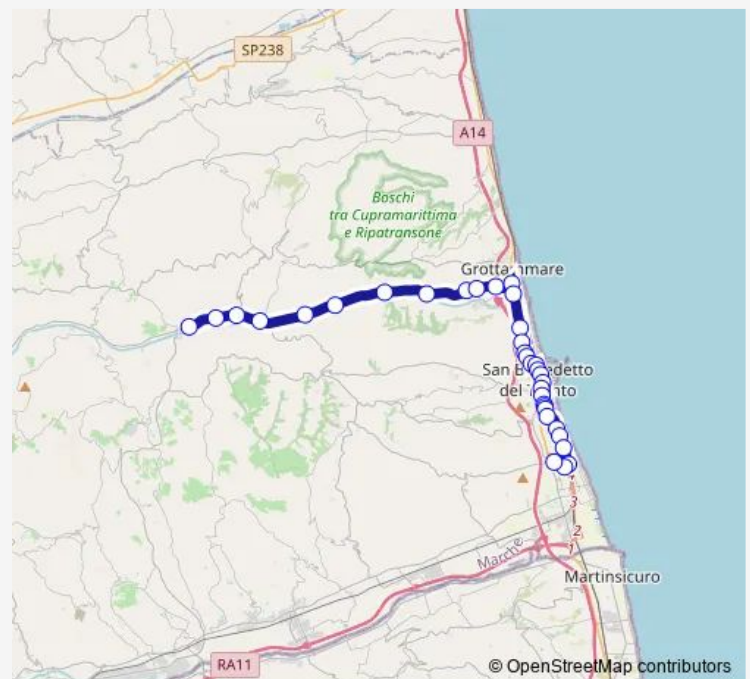 SP238
A14
Boschi
tra Cupramarittima
e Ripatransone
Grottammare
San Benedetto
del Tronto
3
2
1
Marche
Martinsicuro
RA11
© OpenStreetMap contributors